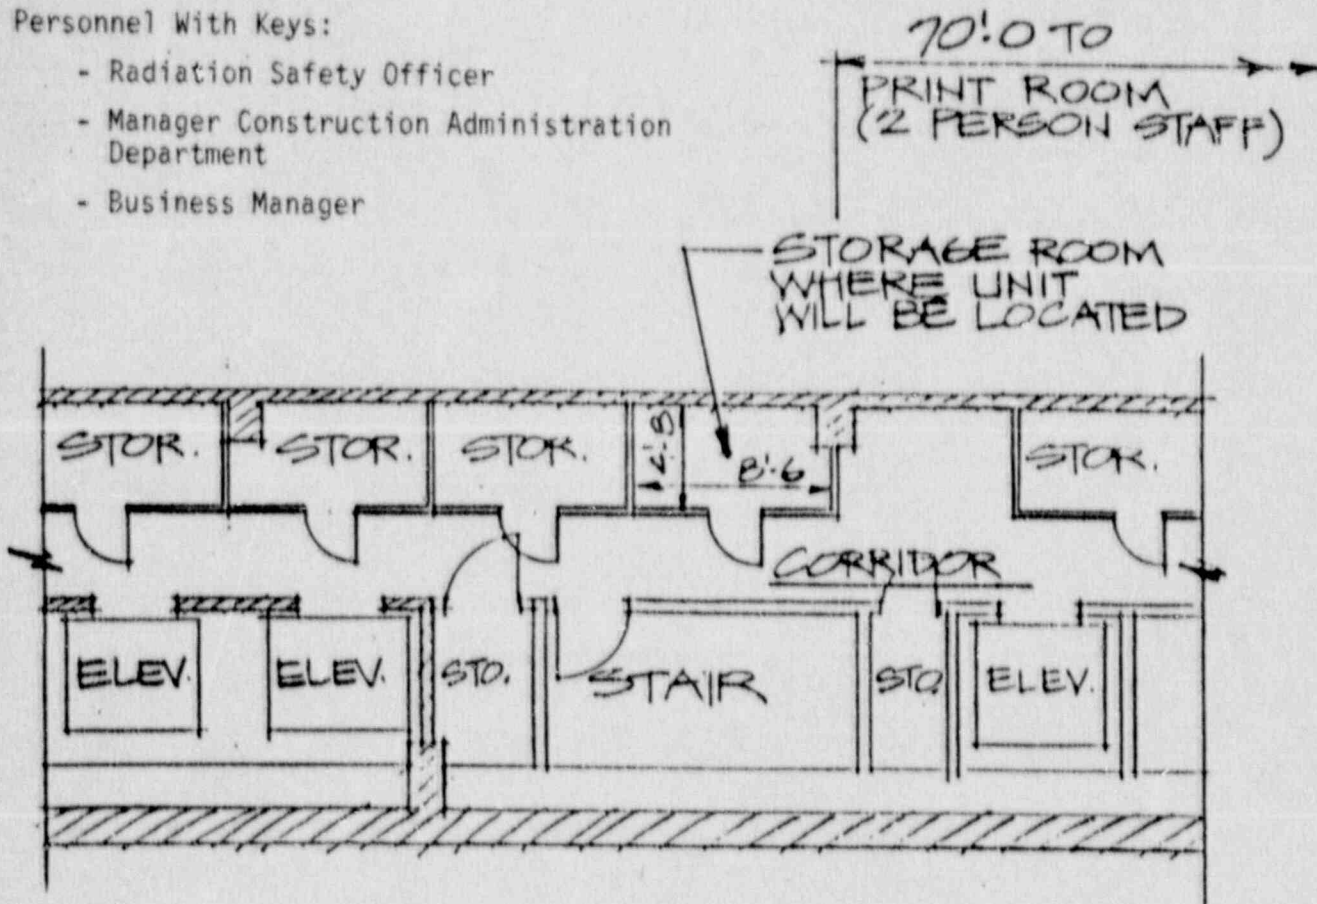 Personnel With Keys:
- Radiation Safety Officer
- Manager Construction Administration
Department
- Business Manager
70'.0 TO
PRINT ROOM
(2 PERSON STAFF)
STORAGE ROOM
WHERE UNIT
WILL BE LOCATED
STOR.
STOR.
STOR.
8'.6
STOR.
CORRIDOR
ELEV.
ELEV.
STO.
STAIR
STO.
ELEV.